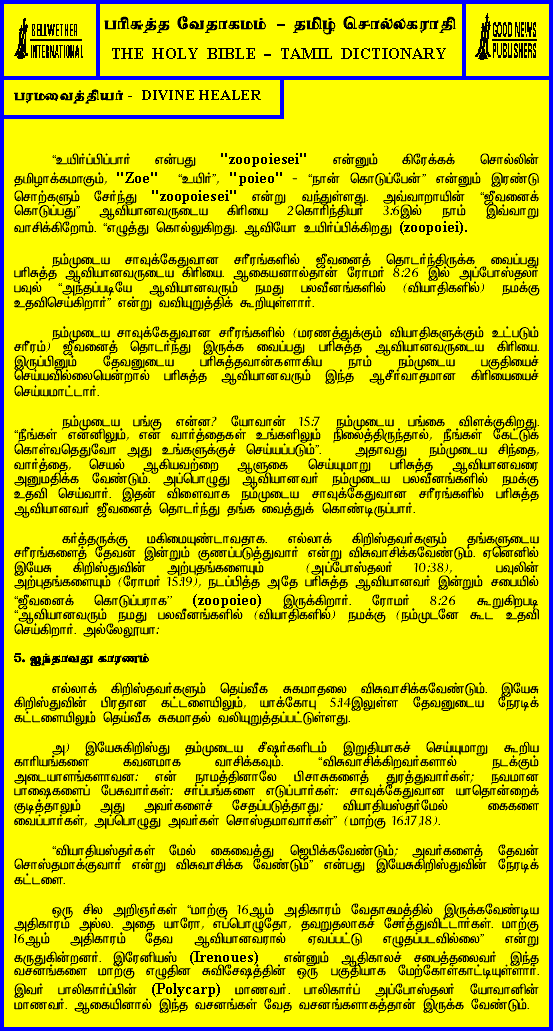 BELLWETHER
INTERNATIONAL
பரிசுத்த வேதாகமம் – தமிழ் சொல்லகராதி
THE HOLY BIBLE – TAMIL DICTIONARY
GOOD NEWS
PUBLISHERS
பரமவைத்தியர் - DIVINE HEALER
“உயிர்ப்பிப்பார் என்பது "zoopoiesei" என்னும் கிரேக்கக் சொல்லின்
தமிழாக்கமாகும், "Zoe" “உயிர்”, "poieo" - “நான் கொடுப்பேன்” என்னும் இரண்டு
சொற்களும் சேர்ந்து "zoopoiesei" என்று வந்துள்ளது. அவ்வாறாயின் “ஜீவனைக்
கொடுப்பது” ஆவியானவருடைய கிரியை 2கொரிந்தியர் 3:6இல் நாம் இவ்வாறு
வாசிக்கிறோம். “எழுத்து கொல்லுகிறது. ஆவியோ உயிர்ப்பிக்கிறது (zoopoiei).
நம்முடைய சாவுக்கேதுவான சரீரங்களில் ஜீவனைத் தொடர்ந்திருக்க வைப்பது
பரிசுத்த ஆவியானவருடைய கிரியை. ஆகையனால்தான் ரோமர் 8:26 இல் அப்போஸ்தலர்
பவுல் “அந்தப்படியே ஆவியானவரும் நமது பலவீனங்களில் (வியாதிகளில்) நமக்கு
உதவிசெய்கிறார்” என்று வலியுறுத்திக் கூறியுள்ளார்.
நம்முடைய சாவுக்கேதுவான சரீரங்களில் (மரணத்துக்கும் வியாதிகளுக்கும் உட்படும்
சரீரம்) ஜீவனைத் தொடர்ந்து இருக்க வைப்பது பரிசுத்த ஆவியானவருடைய கிரியை.
இருப்பினும் தேவனுடைய பரிசுத்தவான்களாகிய நாம் நம்முடைய பகுதியைச்
செய்யவில்லையென்றால் பரிசுத்த ஆவியானவரும் இந்த ஆசீர்வாதமான கிரியையைச்
செய்யமாட்டார்.
நம்முடைய பங்கு என்ன? யோவான் 15:7 நம்முடைய பங்கை விளக்குகிறது.
“நீங்கள் என்னிலும், என் வார்த்தைகள் உங்களிலும் நிலைத்திருந்தால், நீங்கள் கேட்டுக்
கொள்வதெதுவோ அது உங்களுக்குச் செய்யப்படும்”. அதாவது நம்முடைய சிந்தை,
வார்த்தை, செயல் ஆகியவற்றை ஆளுகை செய்யுமாறு பரிசுத்த ஆவியானவரை
அனுமதிக்க வேண்டும். அப்பொழுது ஆவியானவர் நம்முடைய பலவீனங்களில் நமக்கு
உதவி செய்வார். இதன் விளைவாக நம்முடைய சாவுக்கேதுவான சரீரங்களில் பரிசுத்த
ஆவியானவர் ஜீவனைத் தொடர்ந்து தங்க வைத்துக் கொண்டிருப்பார்.
கர்த்தருக்கு மகிமையுண்டாவதாக. எல்லாக் கிறிஸ்தவர்களும் தங்களுடைய
சரீரங்களைத் தேவன் இன்றும் குணப்படுத்துவார் என்று விசுவாசிக்கவேண்டும். ஏனெனில்
இயேசு கிறிஸ்துவின் அற்புதங்களையும் (அப்போஸ்தலர் 10:38), பவுலின்
அற்புதங்களையும் (ரோமர் 15:19), நடப்பித்த அதே பரிசுத்த ஆவியானவர் இன்றும் சபையில்
“ஜீவனைக் கொடுப்பராக” (zoopoieo) இருக்கிறார். ரோமர் 8:26 கூறுகிறபடி
“ஆவியானவரும் நமது பலவீனங்களில் (வியாதிகளில்) நமக்கு (நம்முடனே கூட உதவி
செய்கிறார். அல்லேலூயா:
5. ஐந்தாவது காரணம்
எல்லாக் கிறிஸ்தவர்களும் தெய்வீக சுகமாதலை விசுவாசிக்கவேண்டும். இயேசு
கிறிஸ்துவின் பிரதான கட்டளையிலும், யாக்கோபு 5:14இலுள்ள தேவனுடைய நேரடிக்
கட்டளையிலும் தெய்வீக சுகமாதல் வலியுறுத்தப்பட்டுள்ளது.
அ) இயேசுகிறிஸ்து தம்முடைய சீஷர்களிடம் இறுதியாகச் செய்யுமாறு கூறிய
காரியங்களை கவனமாக வாசிக்கவும். “விசுவாசிக்கிறவர்களால் நடக்கும்
அடையாளங்களாவன: என் நாமத்தினாலே பிசாசுகளைத் துரத்துவார்கள்; நவமான
பாஷைகளைப் பேசுவார்கள்: சர்ப்பங்களை எடுப்பார்கள்: சாவுக்கேதுவான யாதொன்றைக்
குடித்தாலும் அது அவர்களைச் சேதப்படுத்தாது; வியாதியஸ்தர்மேல் கைகளை
வைப்பார்கள், அப்பொழுது அவர்கள் சொஸ்தமாவார்கள்” (மாற்கு 16:17,18).
“வியாதியஸ்தர்கள் மேல் கைவைத்து ஜெபிக்கவேண்டும்; அவர்களைத் தேவன்
சொஸ்தமாக்குவார் என்று விசுவாசிக்க வேண்டும்” என்பது இயேசுகிறிஸ்துவின் நேரடிக்
கட்டளை.
ஒரு சில அறிஞர்கள் “மாற்கு 16ஆம் அதிகாரம் வேதாகமத்தில் இருக்கவேண்டிய
அதிகாரம் அல்ல. அதை யாரோ, எப்பொழுதோ, தவறுதலாகச் சேர்த்துவிட்டார்கள். மாற்கு
16ஆம் அதிகாரம் தேவ ஆவியானவரால் ஏவப்பட்டு எழுதப்படவில்லை” என்று
கருதுகின்றனர். இரேனியஸ் (Irenoues) என்னும் ஆதிகாலச் சபைத்தலைவர் இந்த
வசனங்களை மாற்கு எழுதின சுவிசேஷத்தின் ஒரு பகுதியாக மேற்கோள்காட்டியுள்ளார்.
இவர் பாலிகார்ப்பின் (Polycarp) மாணவர். பாலிகார்ப் அப்போஸ்தலர் யோவானின்
மாணவர். ஆகையினால் இந்த வசனங்கள் வேத வசனங்களாகத்தான் இருக்க வேண்டும்.